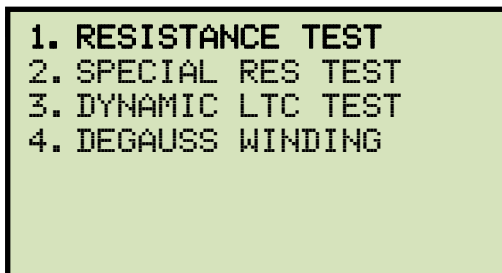 1. RESISTANCE TEST
2. SPECIAL RES TEST
3. DYNAMIC LTC TEST
4. DEGAUSS WINDING